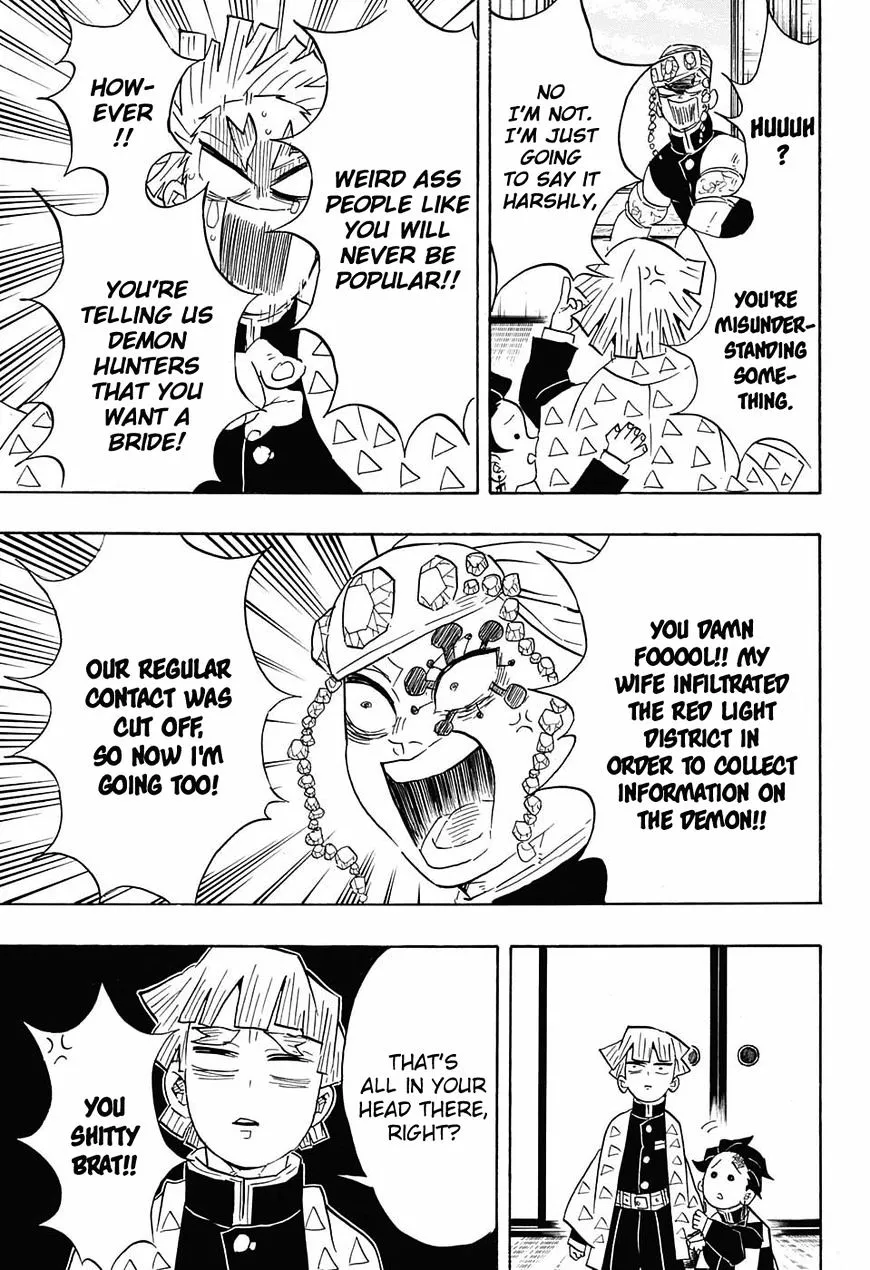 HUUUH
?
NO
I'M NOT.
I'M JUST
GOING
TO SAY IT
HARSHLY,
YOU'RE
MISUNDER-
STANDING
SOME-
THING.
WEIRD ASS
PEOPLE LIKE
YOU WILL
NEVER BE
POPULAR!!
HOW-
EVER
!!
YOU'RE
TELLING US
DEMON
HUNTERS
THAT YOU
WANT A
BRIDE!
YOU DAMN
FOOOOL!! MY
WIFE INFILTRATED
THE RED LIGHT
DISTRICT IN
ORDER TO COLLECT
INFORMATION ON
THE DEMON!!
OUR REGULAR
CONTACT WAS
CUT OFF,
SO NOW I'M
GOING TOO!
THAT'S
ALL IN YOUR
HEAD THERE,
RIGHT?
YOU
SHITTY
BRAT!!